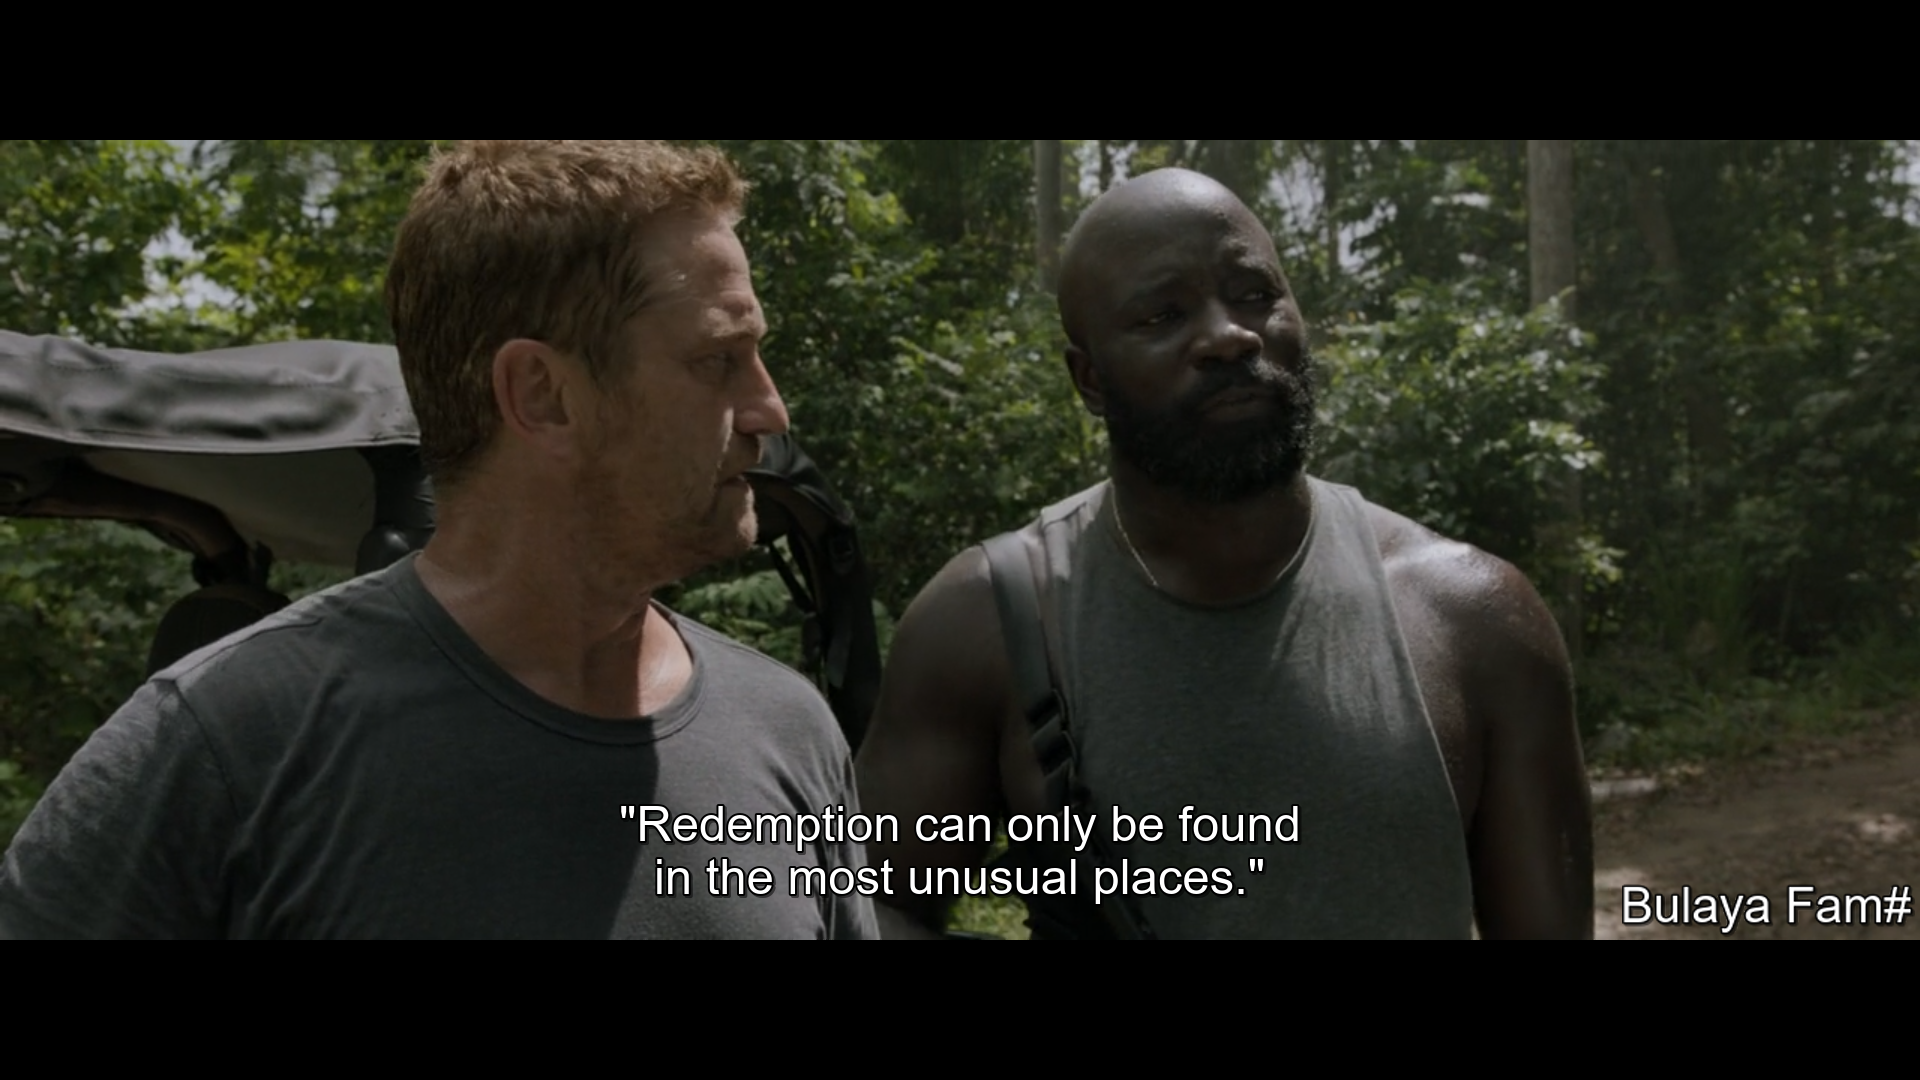 "Redemption can only be found
in the most unusual places."
Bulaya Fam#